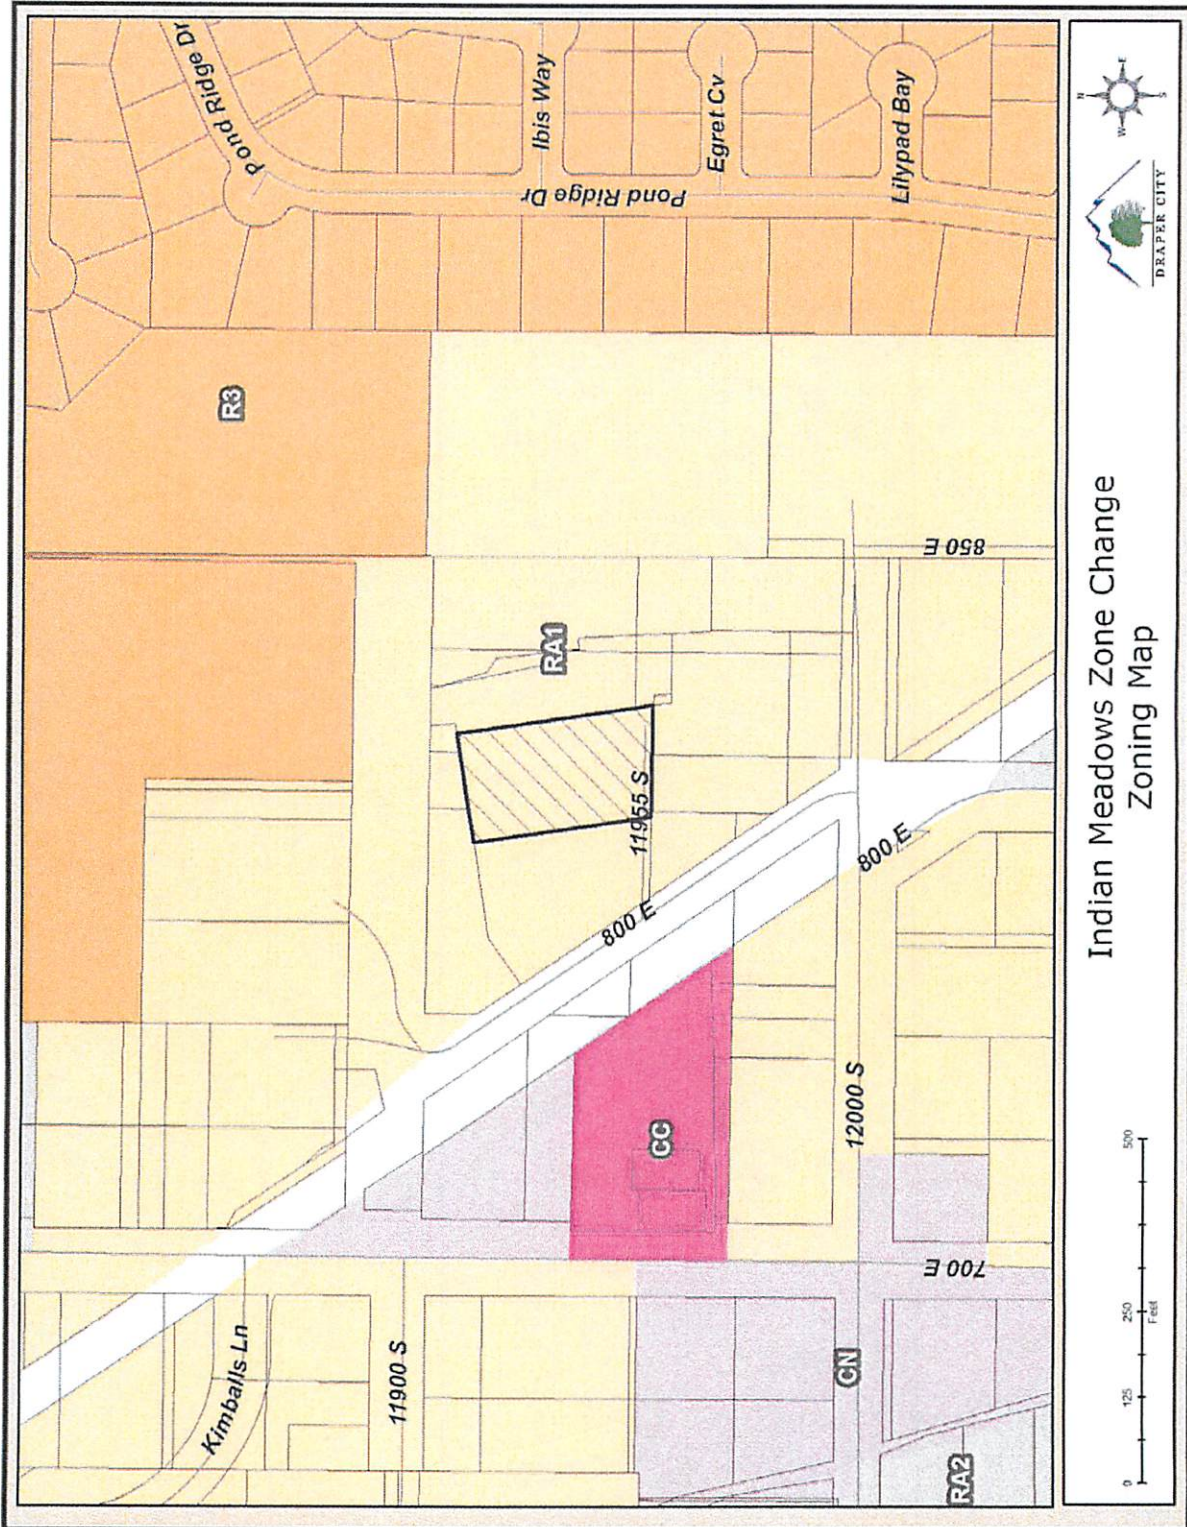 Pond Ridge Dr
Ibis Way
Egret Cv
Lilypad Bay
Pond Ridge Dr
R3
850 E
RA1
11955 S
800 E
800 E
CC
12000 S
700 E
Kimballs Ln
11900 S
CN
RA2
N
W
E
S
DRAPER CITY
Indian Meadows Zone Change
Zoning Map
0 125 250 500
Feet